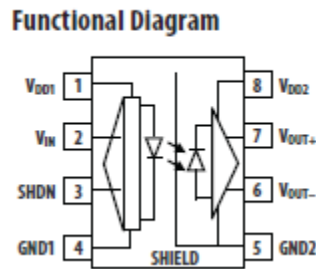 Functional Diagram
VDD1 1
8 VDD2
VIN 2
7 VOUT+
SHDN 3
6 VOUT–
GND1 4
5 GND2
SHIELD